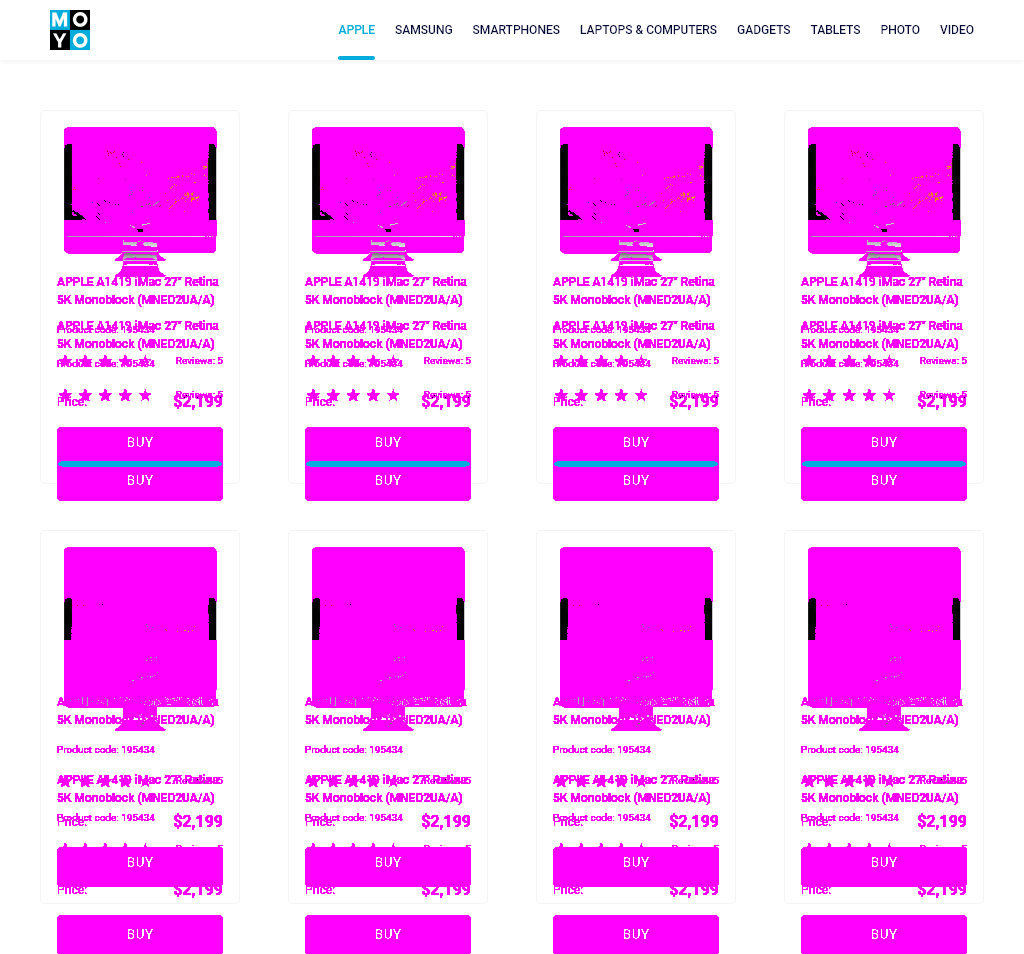 MOYO
APPLE SAMSUNG SMARTPHONES LAPTOPS & COMPUTERS GADGETS TABLETS PHOTO VIDEO
APPLE A1419 iMac 27" Retina APPLE A1419 iMac 27" Retina APPLE A1419 iMac 27" Retina APPLE A1419 iMac 27" Retina
5K Monoblock (MNED2UA/A) 5K Monoblock (MNED2UA/A) 5K Monoblock (MNED2UA/A) 5K Monoblock (MNED2UA/A)
APPLE A1419 iMac 27" Retina APPLE A1419 iMac 27" Retina APPLE A1419 iMac 27" Retina APPLE A1419 iMac 27" Retina
Product code: 195434 Product code: 195434 Product code: 195434 Product code: 195434
5K Monoblock (MNED2UA/A) 5K Monoblock (MNED2UA/A) 5K Monoblock (MNED2UA/A) 5K Monoblock (MNED2UA/A)
Reviews: 5 Reviews: 5 Reviews: 5 Reviews: 5
Product code: 195434 Product code: 195434 Product code: 195434 Product code: 195434
Reviews: 5 Reviews: 5 Reviews: 5 Reviews: 5
Price: $2,199 Price: $2,199 Price: $2,199 Price: $2,199
BUY BUY BUY BUY
BUY BUY BUY BUY
5K Monoblock (MNED2UA/A) 5K Monoblock (MNED2UA/A) 5K Monoblock (MNED2UA/A) 5K Monoblock (MNED2UA/A)
Product code: 195434 Product code: 195434 Product code: 195434 Product code: 195434
APPLE A1419 iMac 27" Retina APPLE A1419 iMac 27" Retina APPLE A1419 iMac 27" Retina APPLE A1419 iMac 27" Retina
5K Monoblock (MNED2UA/A) 5K Monoblock (MNED2UA/A) 5K Monoblock (MNED2UA/A) 5K Monoblock (MNED2UA/A)
Product code: 195434 Product code: 195434 Product code: 195434 Product code: 195434
Price: $2,199 Price: $2,199 Price: $2,199 Price: $2,199
BUY BUY BUY BUY
Price: $2,199 Price: $2,199 Price: $2,199 Price: $2,199
BUY BUY BUY BUY